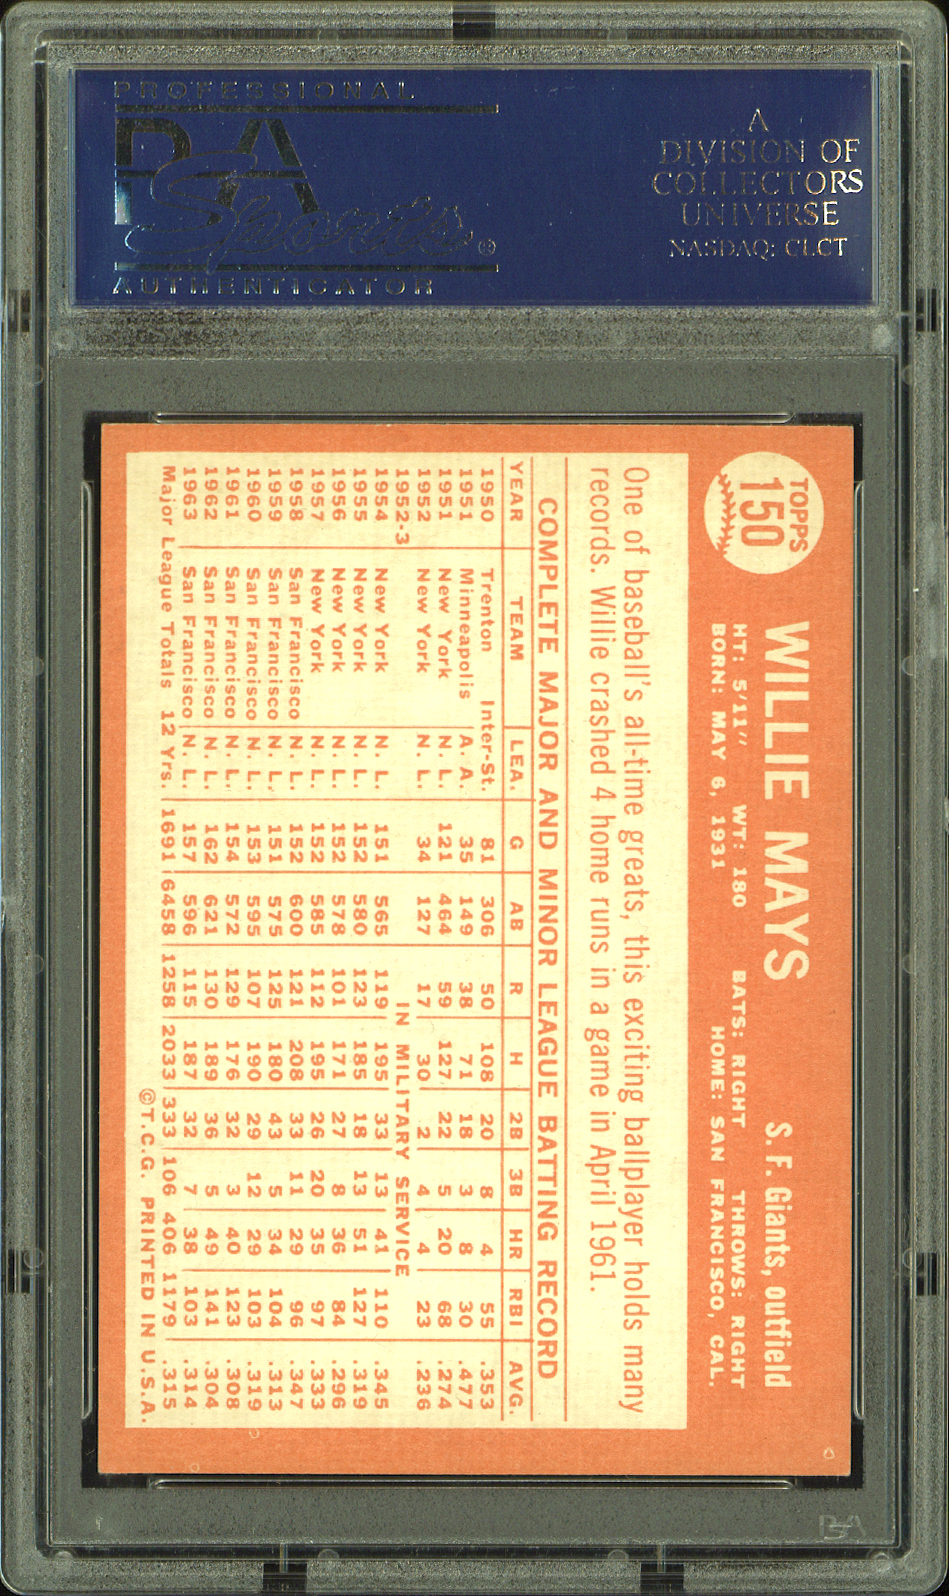 PROFESSIONAL
PSA
Sports®
AUTHENTICATOR
A
DIVISION OF
COLLECTORS
UNIVERSE
NASDAQ: CLCT
TOPPS
150
WILLIE MAYS S. F. Giants, outfield
HT: 5'11" WT: 180 BATS: RIGHT THROWS: RIGHT
BORN: MAY 6, 1931 HOME: SAN FRANCISCO, CAL.
One of baseball's all-time greats, this exciting ballplayer holds many
records. Willie crashed 4 home runs in a game in April 1961.
COMPLETE MAJOR AND MINOR LEAGUE BATTING RECORD
YEAR TEAM LEA. G AB R H 2B 3B HR RBI AVG.
1950 Trenton Inter-St. 81 306 50 108 20 8 4 55 .353
1951 Minneapolis A. A. 35 149 38 71 18 3 8 30 .477
1951 New York N. L. 121 464 59 127 22 5 20 68 .274
1952 New York N. L. 34 127 17 30 2 4 4 23 .236
1952-3 IN MILITARY SERVICE
1954 New York N. L. 151 565 119 195 33 13 41 110 .345
1955 New York N. L. 152 580 123 185 18 13 51 127 .319
1956 New York N. L. 152 578 101 171 27 8 36 84 .296
1957 New York N. L. 152 585 112 195 26 20 35 97 .333
1958 San Francisco N. L. 152 600 121 208 33 11 29 96 .347
1959 San Francisco N. L. 151 575 125 180 43 5 34 104 .313
1960 San Francisco N. L. 153 595 107 190 29 12 29 103 .319
1961 San Francisco N. L. 154 572 129 176 32 3 40 123 .308
1962 San Francisco N. L. 162 621 130 189 36 5 49 141 .304
1963 San Francisco N. L. 157 596 115 187 32 7 38 103 .314
Major League Totals 12 Yrs. 1691 6458 1258 2033 333 106 406 1179 .315
©T.C.G. PRINTED IN U.S.A.
PSA